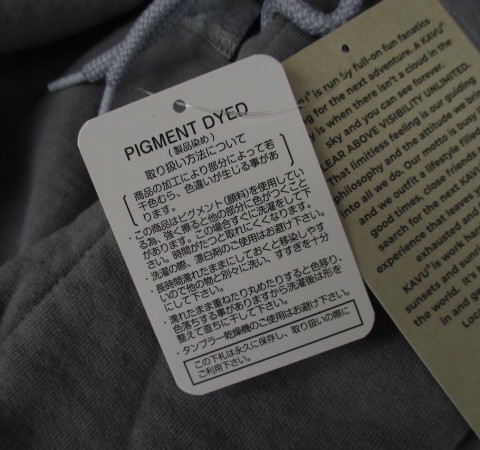 PIGMENT DYED
(製品染め)
取り扱い方法について
商品の加工により部分によって若
干色むら、色違いが生じる事があ
ります。
・この商品はピグメント(顔料)を使用してい
る為、強く擦ると他の部分に色がつくこと
があります。この場合すぐに洗濯をして下
さい。時間がたつと取れにくくなります。
・洗濯の際、漂白剤のご使用はお避け下さい。
・長時間濡れたままにしておくと移染しやす
いので他の物と別々に洗い、すすぎを十分
にして下さい。
・濡れたまま重ねたり丸めたりすると色移り、
色落ちする事がありますから洗濯後は形を
整えて直ちに干して下さい。
・タンブラー乾燥機のご使用はお避け下さい。
この下札は永久に保存し、取り扱いの際に
ご利用下さい。
is run by full-on fun fanatics
for the next adventure. A KAVU®
is when there isn't a cloud in the
sky and you can see forever.
CLEAR ABOVE VISIBILITY UNLIMITED.
That limitless feeling is our guiding
philosophy and the attitude we bring
into all we do. Our motto is busy
and we outfit a lifestyle filled
good times, close friends
search for the next KAVU
experience that leaves
exhausted and
KAVU® is work
sunsets and
the world. It's
in and